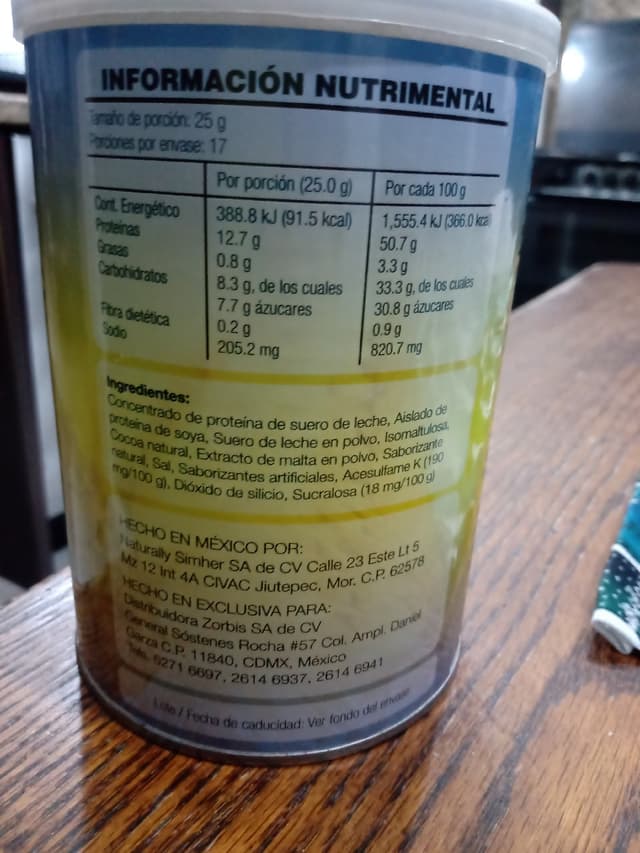 INFORMACIÓN NUTRIMENTAL
Tamaño de porción: 25 g
Porciones por envase: 17
Por porción (25.0 g) Por cada 100 g
Cont. Energético 388.8 kJ (91.5 kcal) 1,555.4 kJ (366.0 kcal
Proteínas 12.7 g 50.7 g
Grasas 0.8 g 3.3 g
Carbohidratos 8.3 g, de los cuales 33.3 g, de los cuales
7.7 g ázucares 30.8 g ázucares
Fibra dietética 0.2 g 0.9 g
Sodio 205.2 mg 820.7 mg
Ingredientes:
Concentrado de proteína de suero de leche, Aislado de
proteína de soya, Suero de leche en polvo, Isomaltulosa,
Cocoa natural, Extracto de malta en polvo, Saborizante
natural, Sal, Saborizantes artificiales, Acesulfame K (190
mg/100 g), Dióxido de silicio, Sucralosa (18 mg/100 g)
HECHO EN MÉXICO POR:
Naturally Simher SA de CV Calle 23 Este Lt 5
Mz 12 Int 4A CIVAC Jiutepec, Mor. C.P. 62578
HECHO EN EXCLUSIVA PARA:
Distribuidora Zorbis SA de CV
General Sóstenes Rocha #57 Col. Ampl. Daniel
Garza C.P. 11840, CDMX, México
Tels. 6271 6697, 2614 6937, 2614 6941
Lote / Fecha de caducidad: Ver fondo del envase